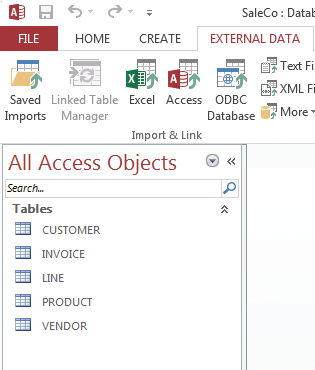 SaleCo : Datab
FILE HOME CREATE EXTERNAL DATA
Saved Imports
Linked Table Manager
Excel
Access
ODBC Database
Text Fi
XML Fi
More
Import & Link
All Access Objects
Search...
Tables
CUSTOMER
INVOICE
LINE
PRODUCT
VENDOR